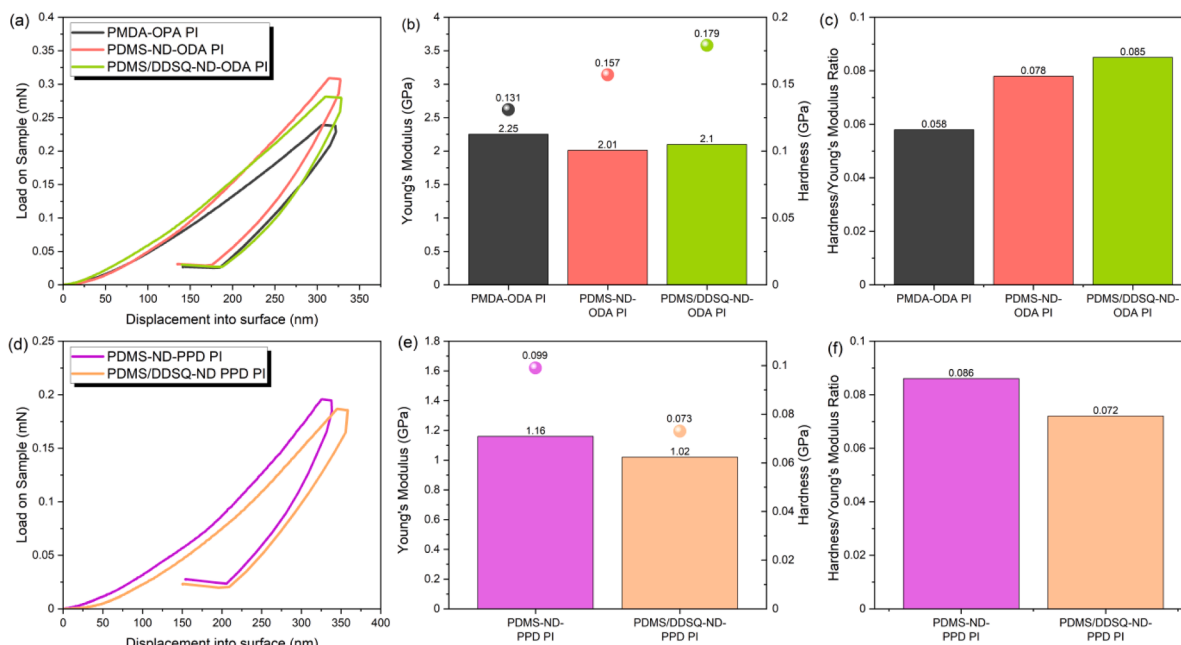 (a)
PMDA-OPA PI
PDMS-ND-ODA PI
PDMS/DDSQ-ND-ODA PI
Load on Sample (mN)
0.4
0.35
0.3
0.25
0.2
0.15
0.1
0.05
0
0 50 100 150 200 250 300 350
Displacement into surface (nm)
(b)
Young's Modulus (GPa)
4
3.5
3
2.5
2
1.5
1
0.5
0
0.131
2.25
0.157
2.01
0.179
2.1
0.2
0.15
0.1
0.05
0
Hardness (GPa)
PMDA-ODA PI
PDMS-ND-
ODA PI
PDMS/DDSQ-ND-
ODA PI
(c)
Hardness/Young's Modulus Ratio
0.1
0.08
0.06
0.04
0.02
0
0.058
0.078
0.085
PMDA-ODA PI
PDMS-ND-
ODA PI
PDMS/DDSQ-ND-
ODA PI
(d)
PDMS-ND-PPD PI
PDMS/DDSQ-ND PPD PI
Load on Sample (mN)
0.25
0.2
0.15
0.1
0.05
0
0 50 100 150 200 250 300 350 400
Displacement into surface (nm)
(e)
Young's Modulus (GPa)
1.8
1.6
1.4
1.2
1
0.8
0.6
0.4
0.2
0
0.099
1.16
0.073
1.02
0.1
0.08
0.06
0.04
0.02
0
Hardness (GPa)
PDMS-ND-
PPD PI
PDMS/DDSQ-ND-
PPD PI
(f)
Hardness/Young's Modulus Ratio
0.1
0.08
0.06
0.04
0.02
0
0.086
0.072
PDMS-ND-
PPD PI
PDMS/DDSQ-ND-
PPD PI